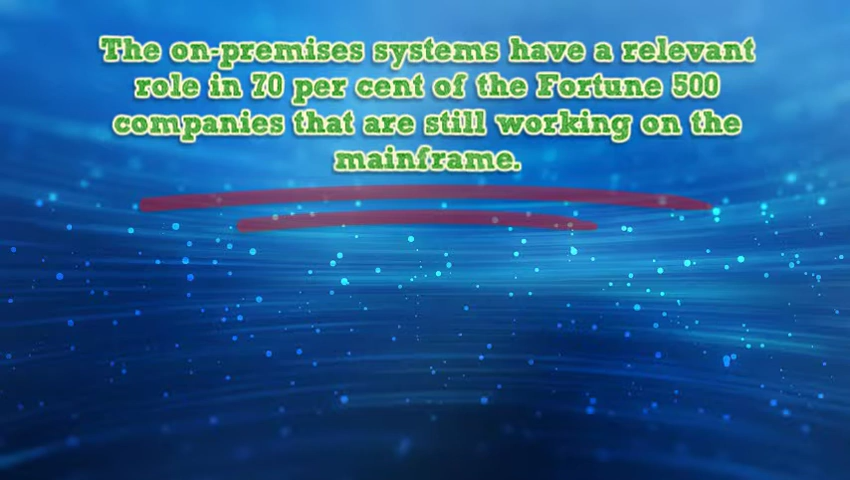 The on-premises systems have a relevant
role in 70 per cent of the Fortune 500
companies that are still working on the
mainframe.